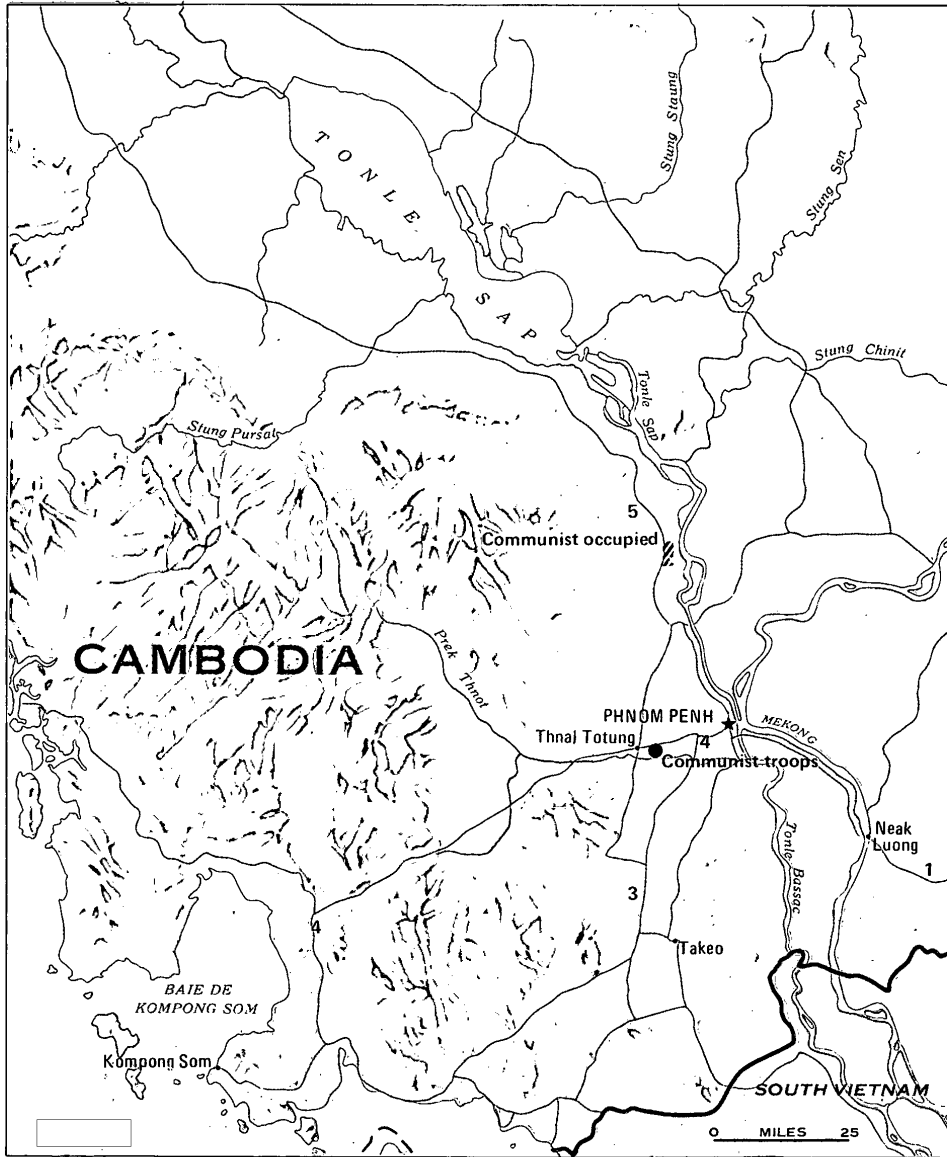 TONLE SAP
Stung Staung
Stung Sen
Stung Chinit
Tonle Sap
Stung Pursat
5
Communist occupied
CAMBODIA
Prek Thnot
PHNOM PENH
MEKONG
Thnal Totung
4
Communist troops
Neak
Luong
Tonle Bassac
1
3
4
Takeo
BAIE DE
KOMPONG SOM
Kompong Som
SOUTH VIETNAM
0 MILES 25